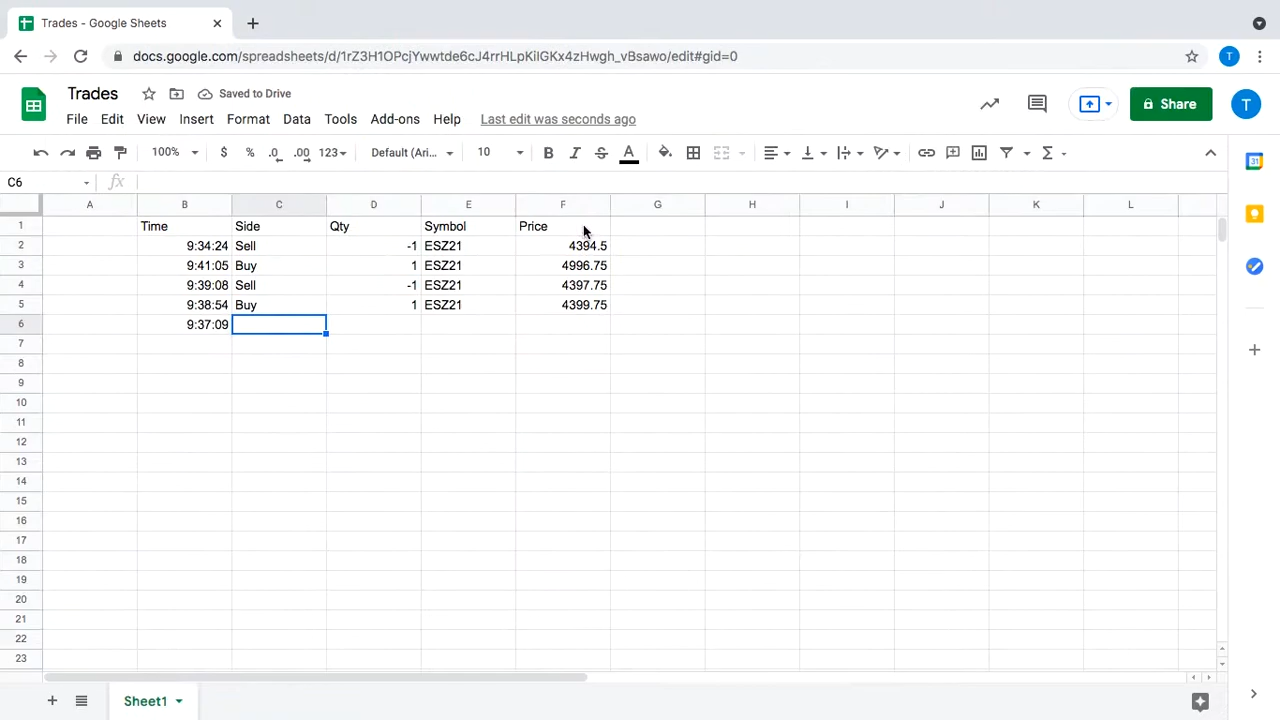 Trades - Google Sheets
docs.google.com/spreadsheets/d/1rZ3H1OPcjYwwtde6cJ4rrHLpKilGKx4zHwgh_vBsawo/edit#gid=0
T
Trades
Saved to Drive
File Edit View Insert Format Data Tools Add-ons Help Last edit was seconds ago
Share
T
100% $ % .0 .00 123 Default (Ari... 10 B I S A Σ
31
C6 fx
A B C D E F G H I J K L
1 Time Side Qty Symbol Price
2 9:34:24 Sell -1 ESZ21 4394.5
3 9:41:05 Buy 1 ESZ21 4996.75
4 9:39:08 Sell -1 ESZ21 4397.75
5 9:38:54 Buy 1 ESZ21 4399.75
6 9:37:09
7
8
9
10
11
12
13
14
15
16
17
18
19
20
21
22
23
Sheet1